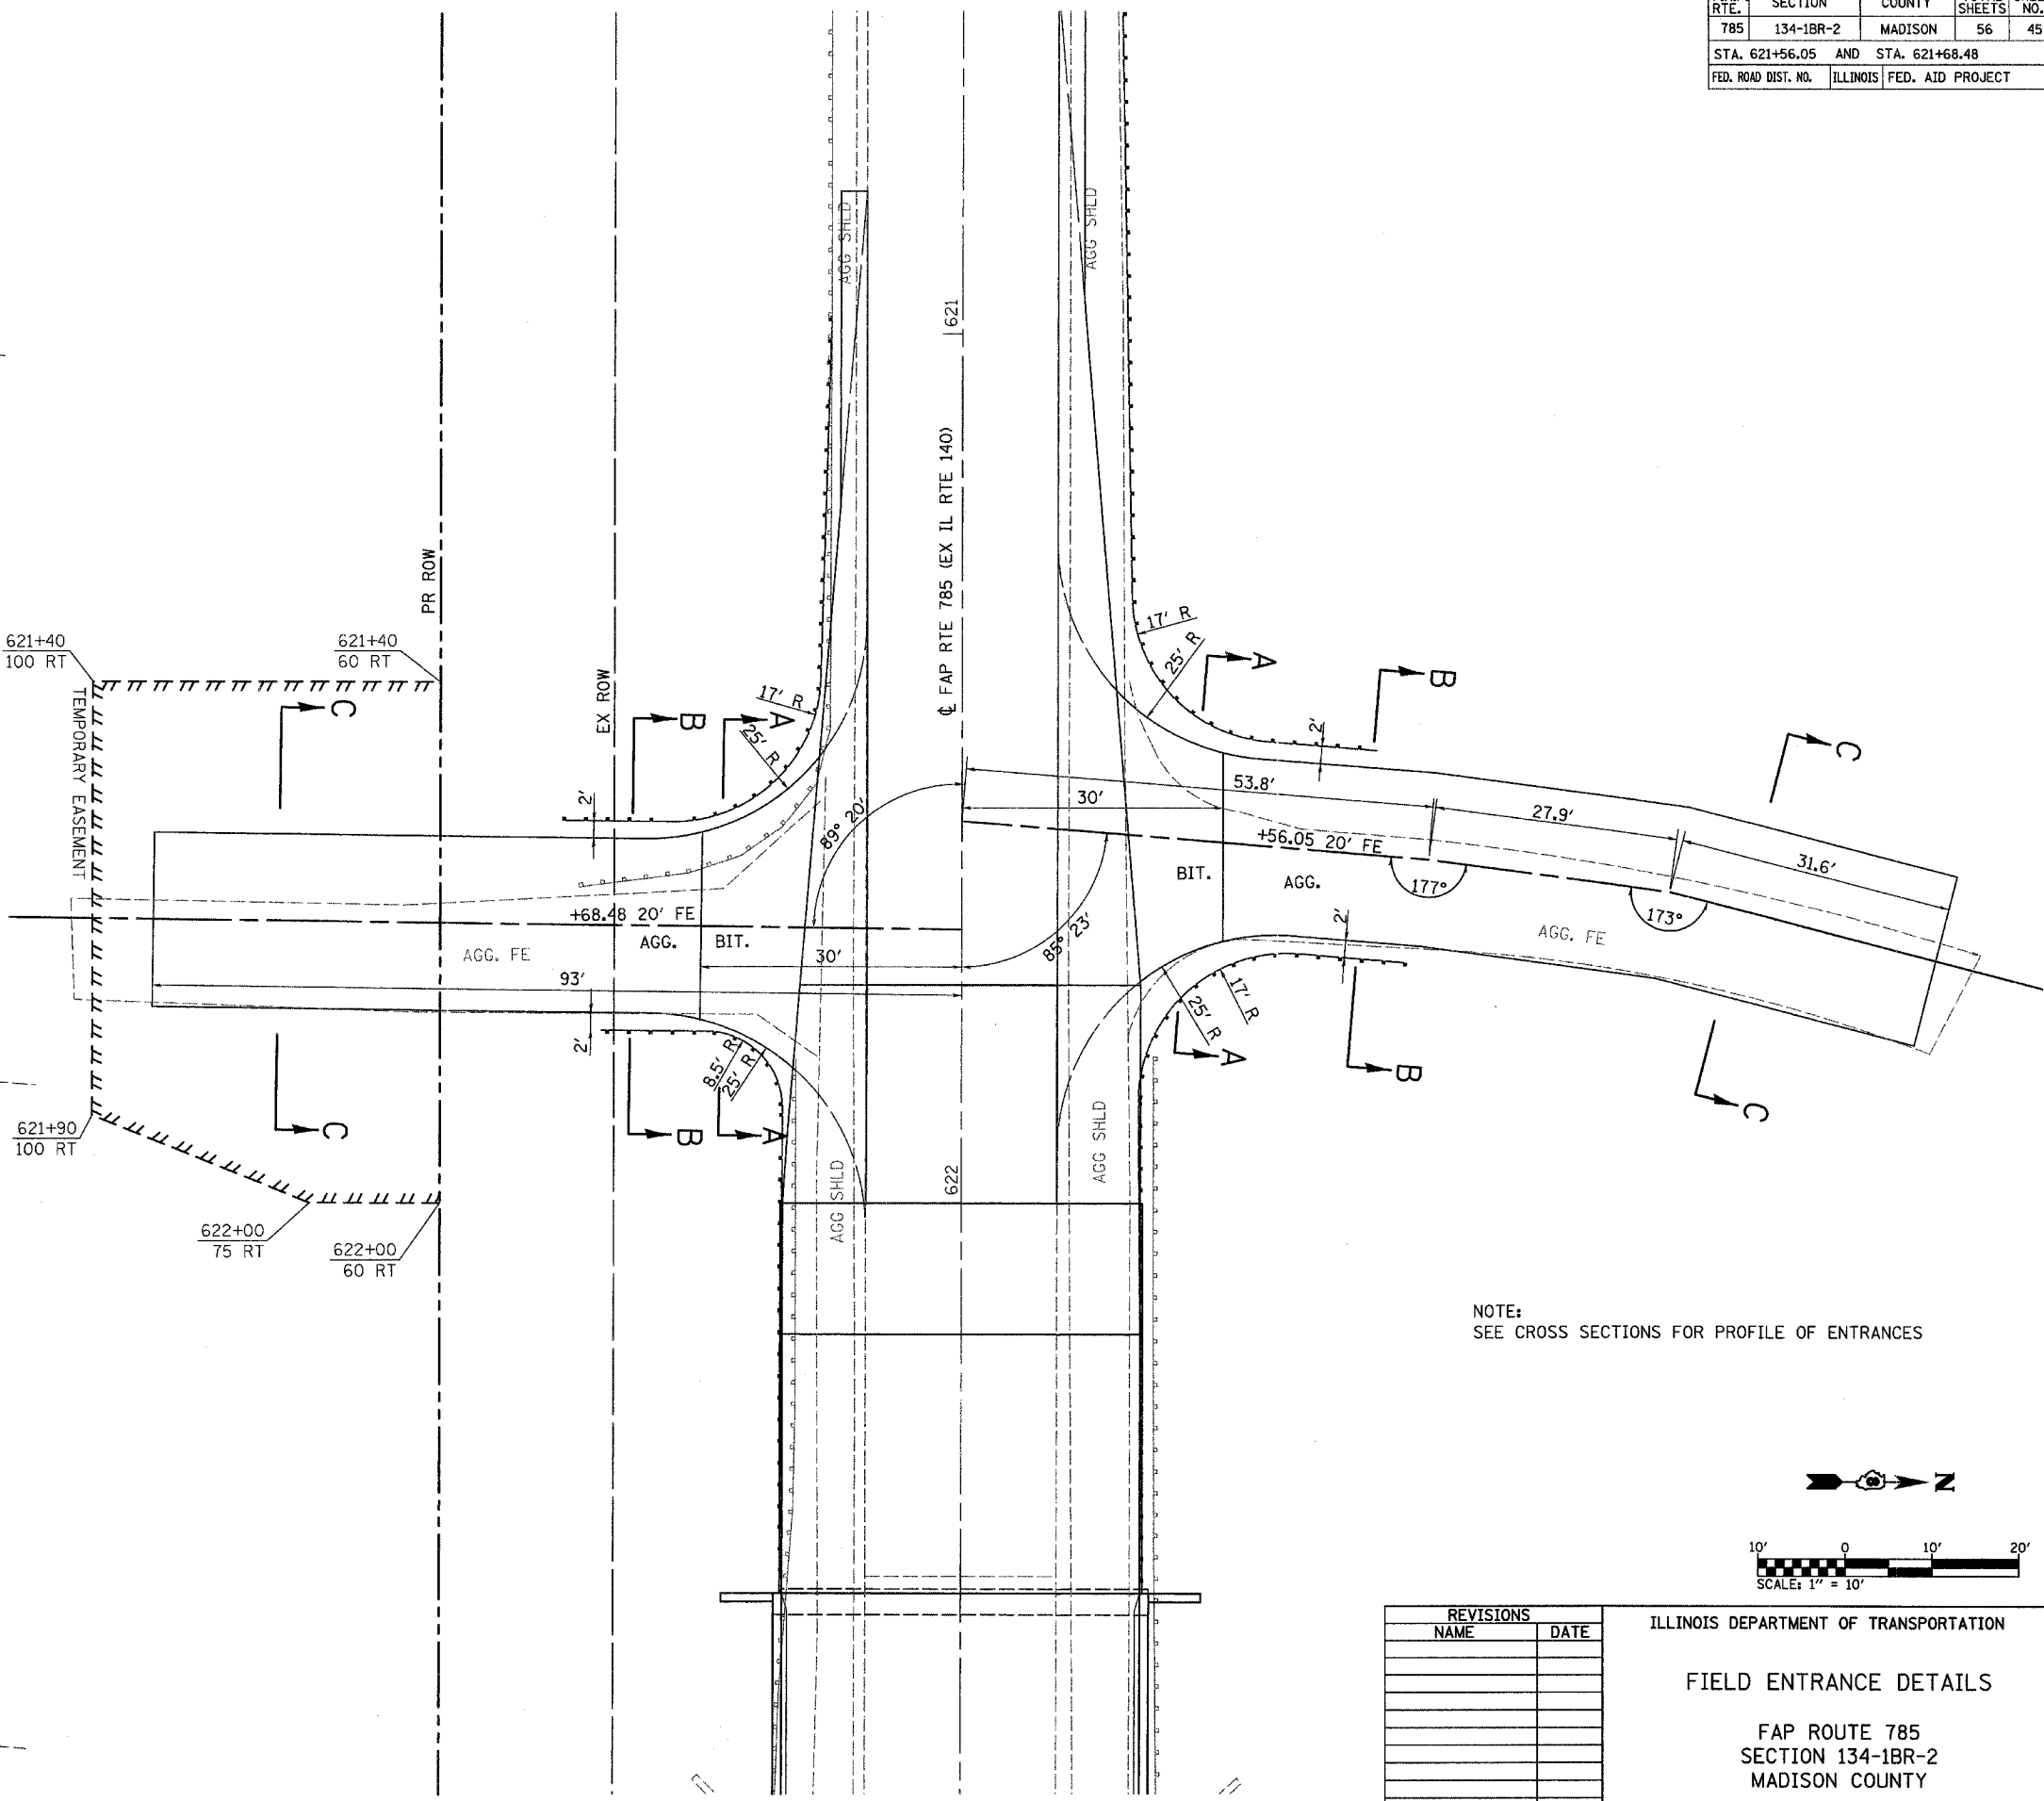 RTE. SECTION COUNTY SHEETS NO.
785 134-1BR-2 MADISON 56 45
STA. 621+56.05 AND STA. 621+68.48
FED. ROAD DIST. NO. ILLINOIS FED. AID PROJECT
AGG SHLD
AGG SHLD
621
℄ FAP RTE 785 (EX IL RTE 140)
PR ROW
EX ROW
621+40
100 RT
621+40
60 RT
TEMPORARY EASEMENT
C
B
A
17' R
25' R
2'
17' R
25' R
A
B
2'
C
53.8'
30'
27.9'
31.6'
89° 20'
+56.05 20' FE
BIT.
AGG.
177°
173°
AGG. FE
+68.48 20' FE
AGG. BIT.
AGG. FE
30'
93'
85° 23'
2'
2'
8.5' R
25' R
25' R
17' R
A
B
C
C
B
A
621+90
100 RT
622+00
75 RT
622+00
60 RT
AGG SHLD
622
AGG SHLD
NOTE:
SEE CROSS SECTIONS FOR PROFILE OF ENTRANCES
N
10' 0 10' 20'
SCALE: 1" = 10'
REVISIONS
NAME DATE
ILLINOIS DEPARTMENT OF TRANSPORTATION
FIELD ENTRANCE DETAILS
FAP ROUTE 785
SECTION 134-1BR-2
MADISON COUNTY